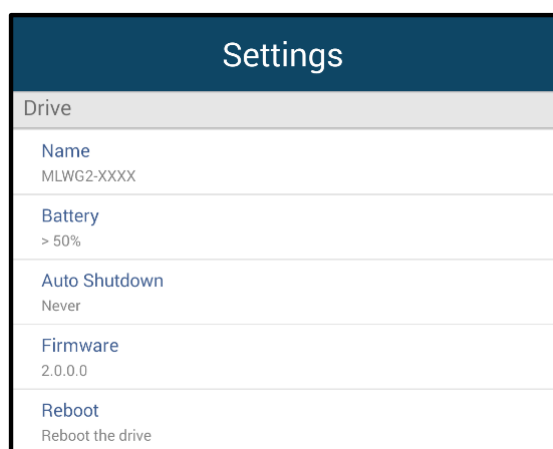 Settings
Drive
Name
MLWG2-XXXX
Battery
> 50%
Auto Shutdown
Never
Firmware
2.0.0.0
Reboot
Reboot the drive